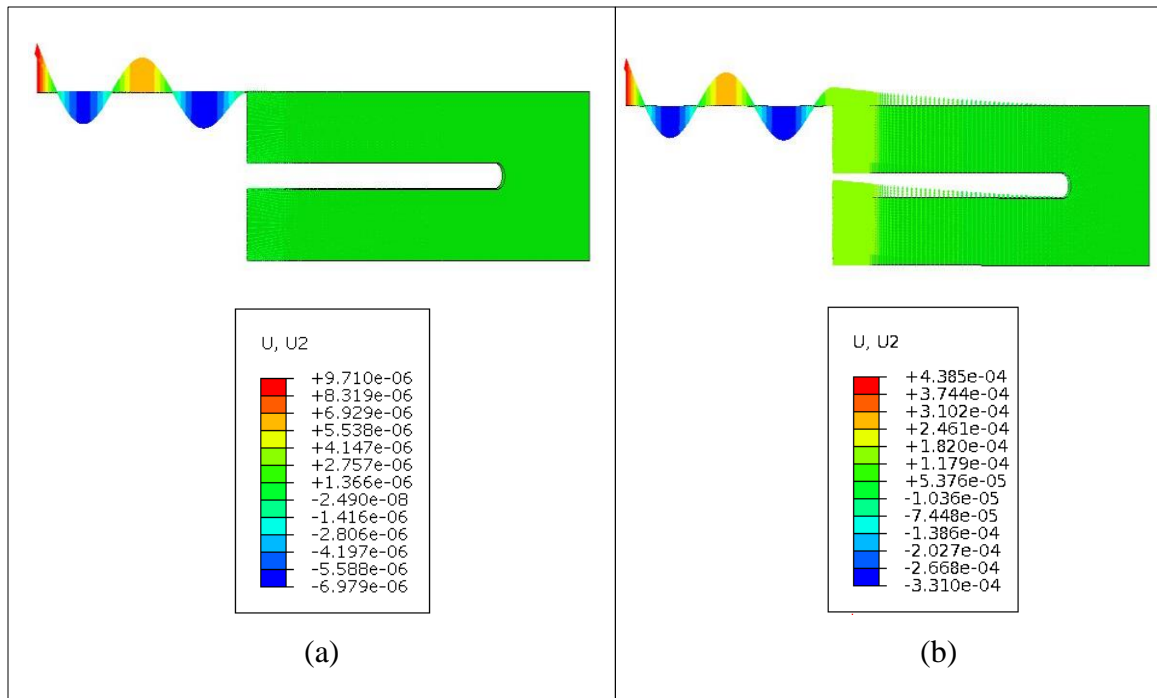 U, U2
+9.710e-06
+8.319e-06
+6.929e-06
+5.538e-06
+4.147e-06
+2.757e-06
+1.366e-06
-2.490e-08
-1.416e-06
-2.806e-06
-4.197e-06
-5.588e-06
-6.979e-06
(a)
U, U2
+4.385e-04
+3.744e-04
+3.102e-04
+2.461e-04
+1.820e-04
+1.179e-04
+5.376e-05
-1.036e-05
-7.448e-05
-1.386e-04
-2.027e-04
-2.668e-04
-3.310e-04
(b)